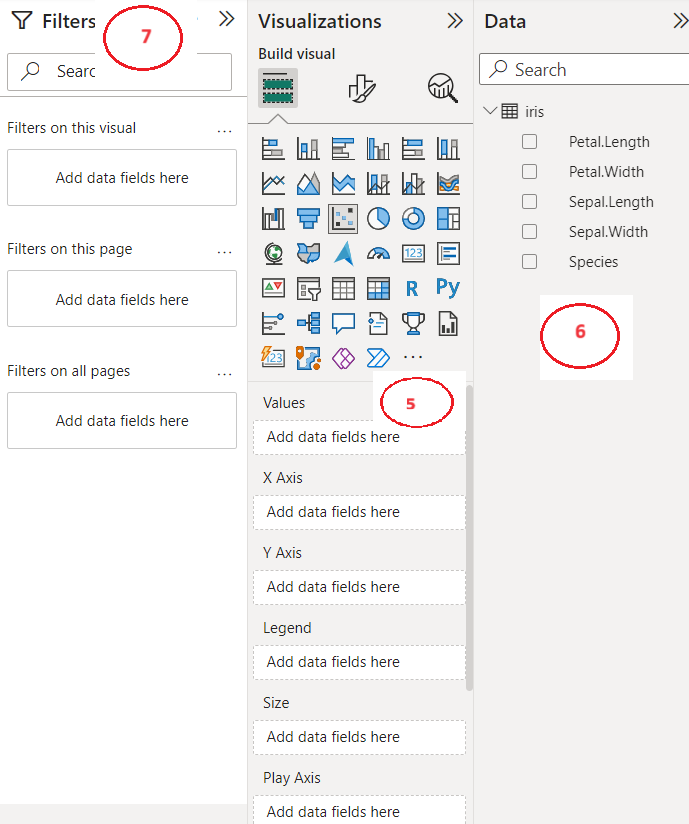 Filters
7
Search
Filters on this visual
...
Add data fields here
Filters on this page
...
Add data fields here
Filters on all pages
...
Add data fields here
Visualizations
Build visual
123
R
Py
123
...
5
Values
Add data fields here
X Axis
Add data fields here
Y Axis
Add data fields here
Legend
Add data fields here
Size
Add data fields here
Play Axis
Add data fields here
Data
Search
iris
Petal.Length
Petal.Width
Sepal.Length
Sepal.Width
Species
6